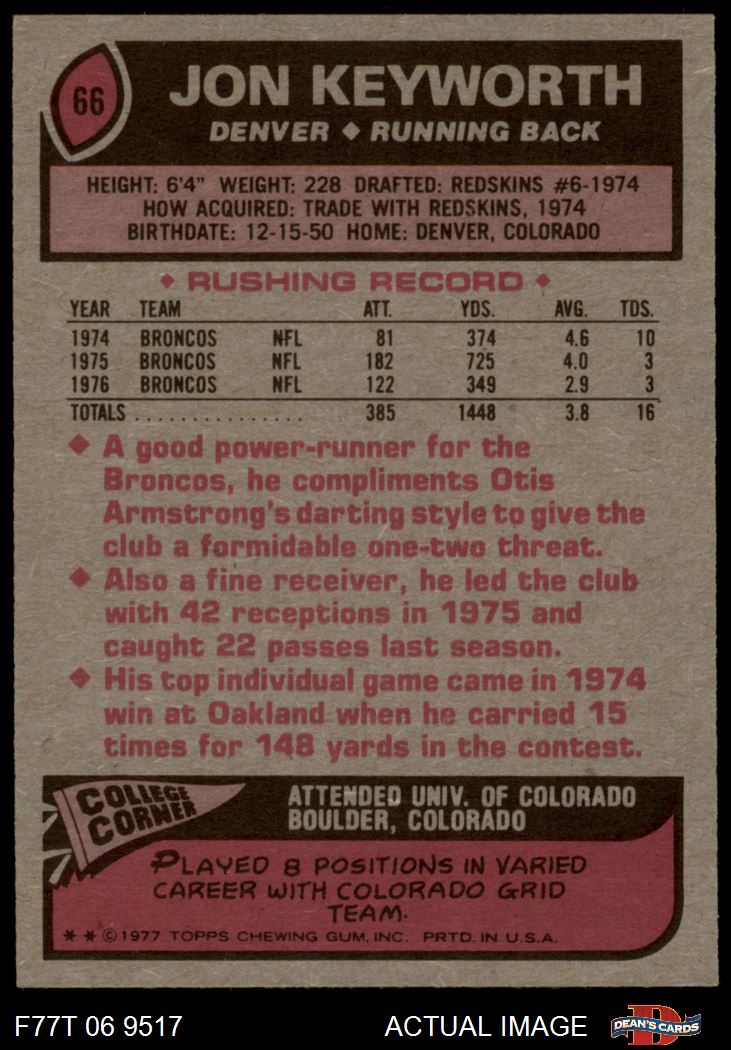 66
JON KEYWORTH
DENVER ◆ RUNNING BACK
HEIGHT: 6'4" WEIGHT: 228 DRAFTED: REDSKINS #6-1974
HOW ACQUIRED: TRADE WITH REDSKINS, 1974
BIRTHDATE: 12-15-50 HOME: DENVER, COLORADO
◆ RUSHING RECORD ◆
YEAR TEAM ATT. YDS. AVG. TDS.
1974 BRONCOS NFL 81 374 4.6 10
1975 BRONCOS NFL 182 725 4.0 3
1976 BRONCOS NFL 122 349 2.9 3
TOTALS . . . . . . . . . . . . . . . 385 1448 3.8 16
◆ A good power-runner for the
Broncos, he compliments Otis
Armstrong's darting style to give the
club a formidable one-two threat.
◆ Also a fine receiver, he led the club
with 42 receptions in 1975 and
caught 22 passes last season.
◆ His top individual game came in 1974
win at Oakland when he carried 15
times for 148 yards in the contest.
COLLEGE
CORNER
ATTENDED UNIV. OF COLORADO
BOULDER, COLORADO
PLAYED 8 POSITIONS IN VARIED
CAREER WITH COLORADO GRID
TEAM.
* * © 1977 TOPPS CHEWING GUM, INC. PRTD. IN U.S.A.
F77T 06 9517 ACTUAL IMAGE D DEAN'S CARDS